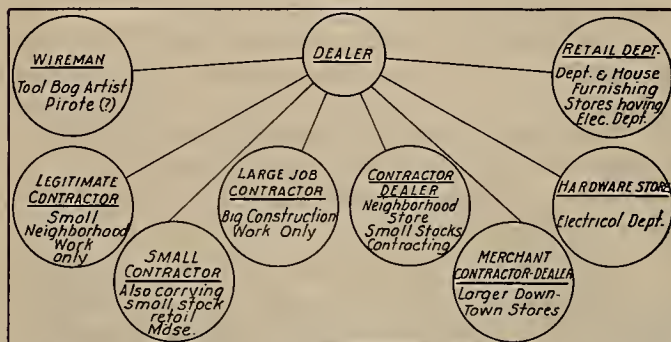 WIREMAN
Tool Bag Artist
Pirate (?)
DEALER
RETAIL DEPT-
Dept. & House
Furnishing
Stores having
Elec. Dept.
LEGITIMATE
CONTRACTOR
Small
Neighborhood
Work
only
SMALL
CONTRACTOR
Also carrying
small stock
retail
Mdse.
LARGE JOB
CONTRACTOR
Big Construction
Work Only
CONTRACTOR
DEALER
Neighborhood
Store
Small Stocks
Contracting
MERCHANT
CONTRACTOR-DEALER
Larger Down-
Town Stores
HARDWARE STORE
Electrical Dept.